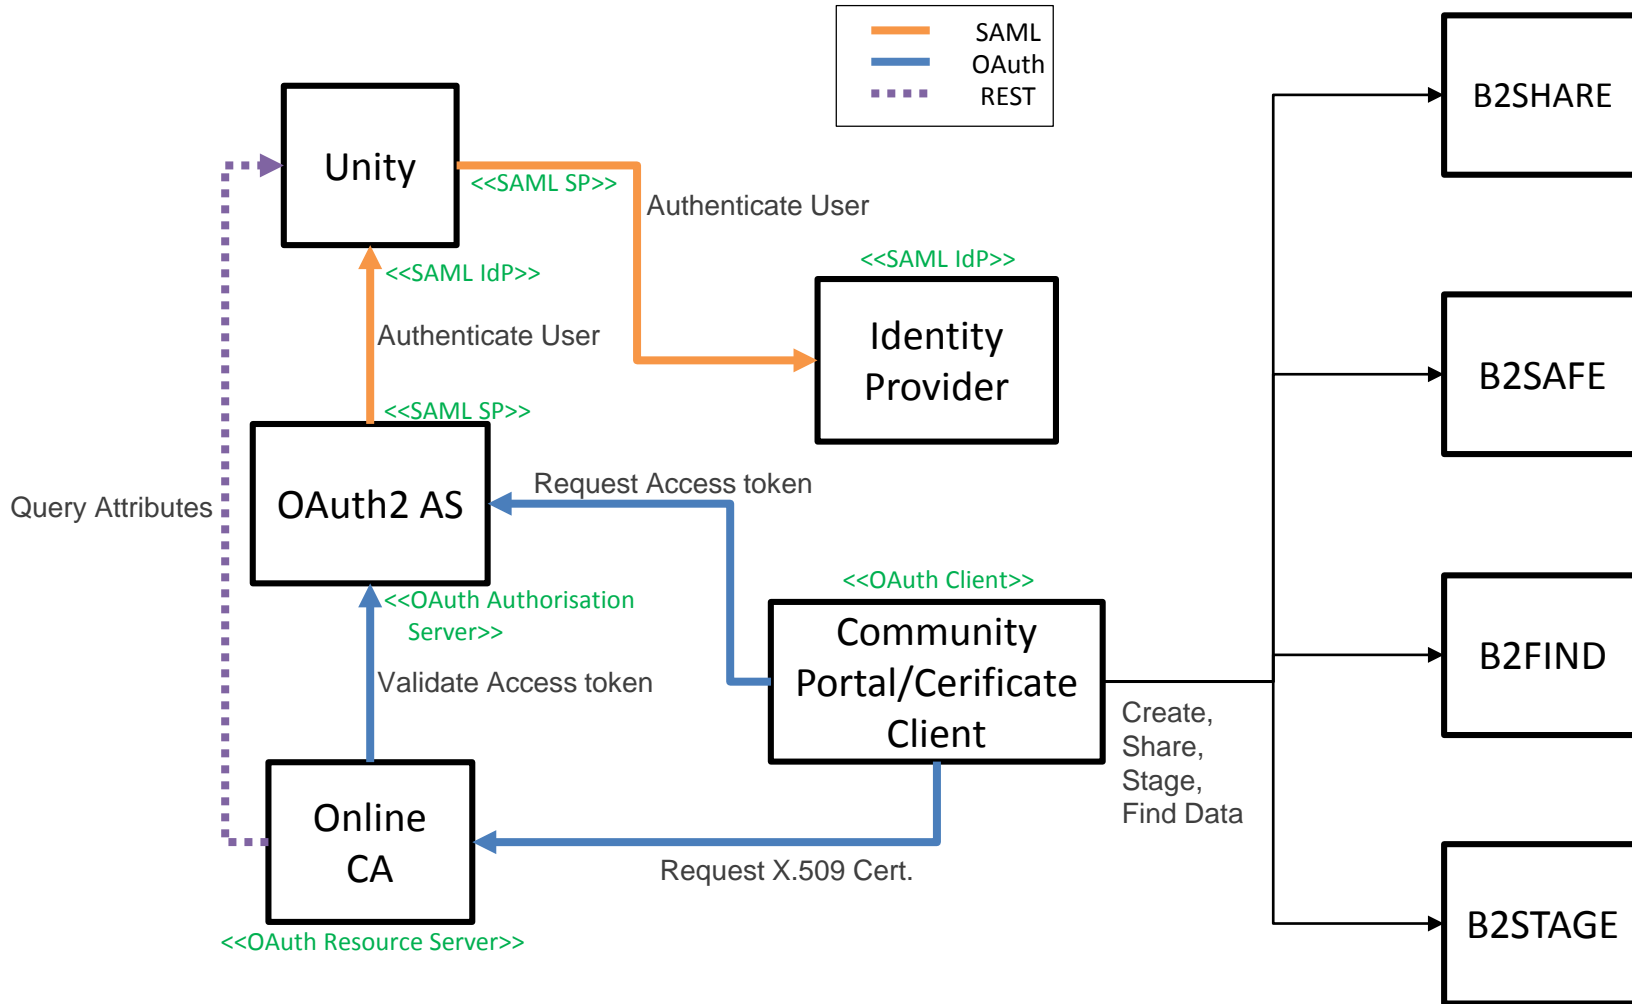 SAML
OAuth
REST
B2SHARE
Unity
<<SAML SP>>
Authenticate User
<<SAML IdP>>
<<SAML IdP>>
Identity
Provider
Authenticate User
B2SAFE
<<SAML SP>>
OAuth2 AS
Request Access token
Query Attributes
<<OAuth Client>>
<<OAuth Authorisation
Server>>
Community
Portal/Cerificate
Client
B2FIND
Validate Access token
Create,
Share,
Stage,
Find Data
Online
CA
Request X.509 Cert.
B2STAGE
<<OAuth Resource Server>>